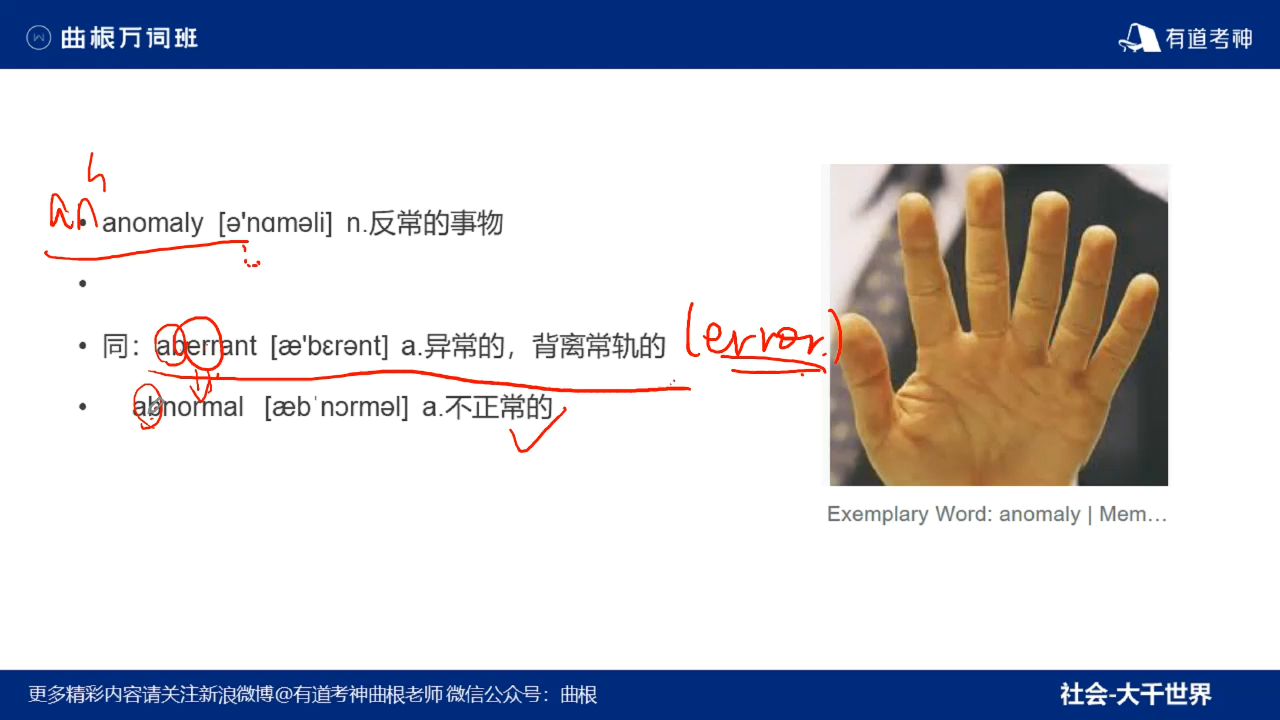 曲根万词班
有道考神
an
anomaly [ə'nɑməli] n.反常的事物
同：aberrant [æ'bɛrənt] a.异常的，背离常轨的 (error.)
abnormal [æbˈnɔrməl] a.不正常的
Exemplary Word: anomaly | Mem…
更多精彩内容请关注新浪微博@有道考神曲根老师 微信公众号：曲根
社会-大千世界